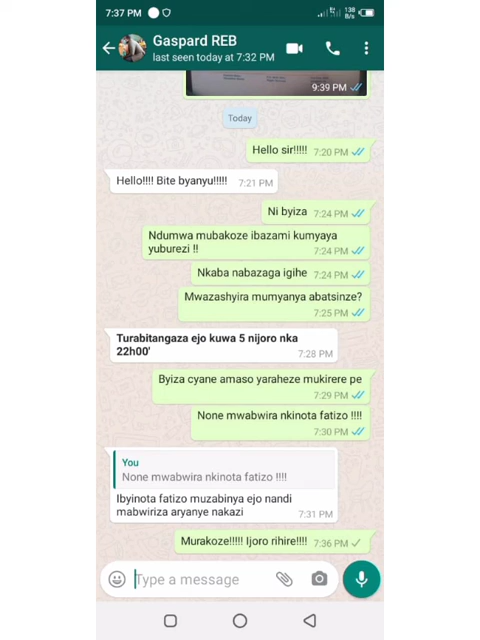 7:37 PM
138
B/s
Gaspard REB
last seen today at 7:32 PM
9:39 PM
Today
Hello sir!!!!! 7:20 PM
Hello!!!! Bite byanyu!!!!! 7:21 PM
Ni byiza 7:24 PM
Ndumwa mubakoze ibazami kumyaya
yuburezi !! 7:24 PM
Nkaba nabazaga igihe 7:24 PM
Mwazashyira mumyanya abatsinze?
7:25 PM
Turabitangaza ejo kuwa 5 nijoro nka
22h00' 7:28 PM
Byiza cyane amaso yaraheze mukirere pe
7:29 PM
None mwabwira nkinota fatizo !!!!
7:30 PM
You
None mwabwira nkinota fatizo !!!!
Ibyinota fatizo muzabinya ejo nandi
mabwiriza aryanye nakazi 7:31 PM
Murakoze!!!!! Ijoro rihire!!!! 7:36 PM
Type a message